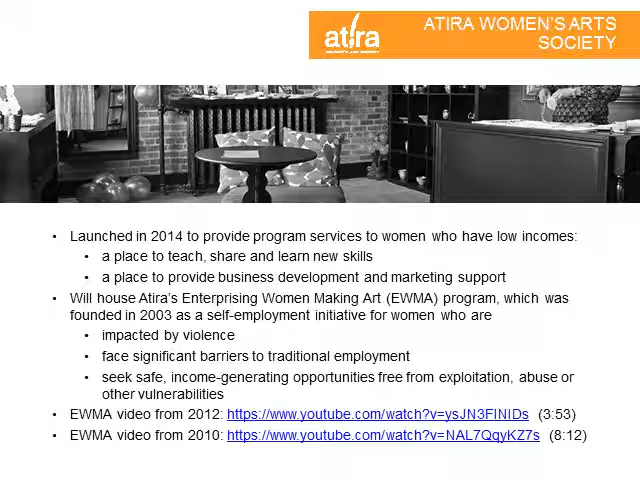 atira
ATIRA WOMEN'S ARTS
SOCIETY
• Launched in 2014 to provide program services to women who have low incomes:
• a place to teach, share and learn new skills
• a place to provide business development and marketing support
• Will house Atira's Enterprising Women Making Art (EWMA) program, which was
founded in 2003 as a self-employment initiative for women who are
• impacted by violence
• face significant barriers to traditional employment
• seek safe, income-generating opportunities free from exploitation, abuse or
other vulnerabilities
• EWMA video from 2012: https://www.youtube.com/watch?v=ysJN3FlNIDs (3:53)
• EWMA video from 2010: https://www.youtube.com/watch?v=NAL7QqyKZ7s (8:12)